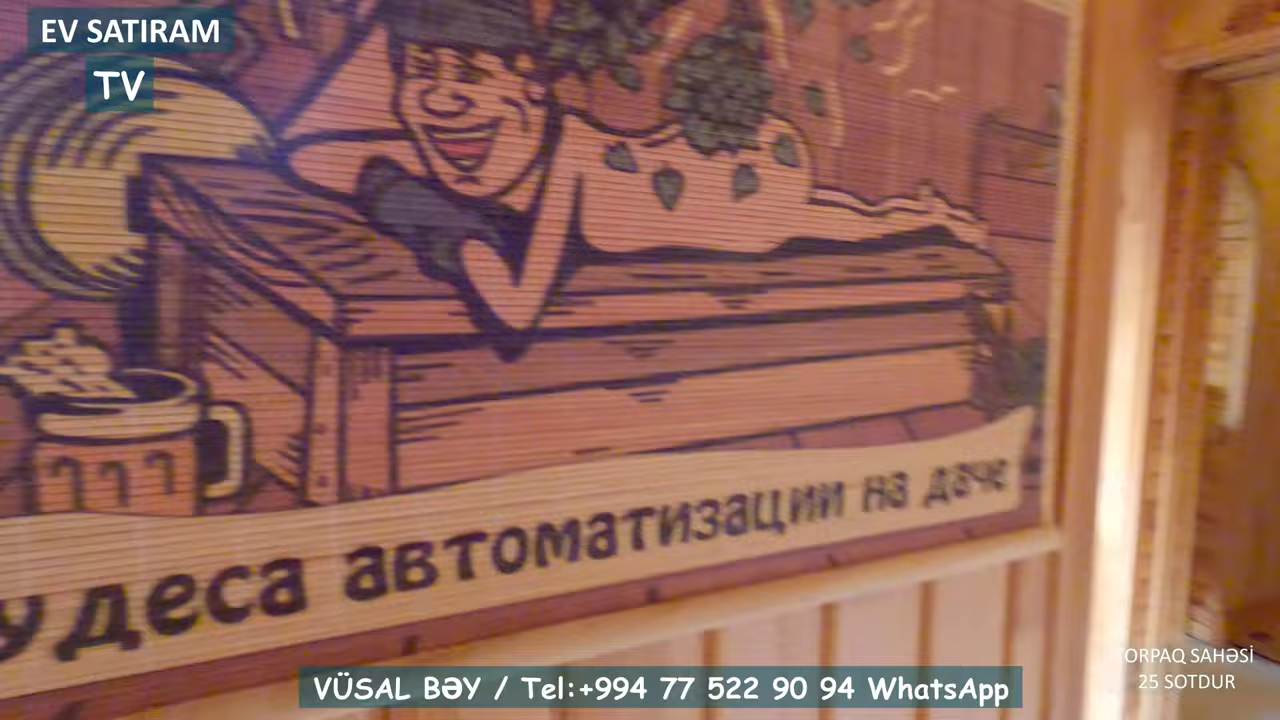 EV SATIRAM
TV
удеса автоматизации на даче
ORPAQ SAHƏSİ
25 SOTDUR
VÜSAL BƏY / Tel:+994 77 522 90 94 WhatsApp